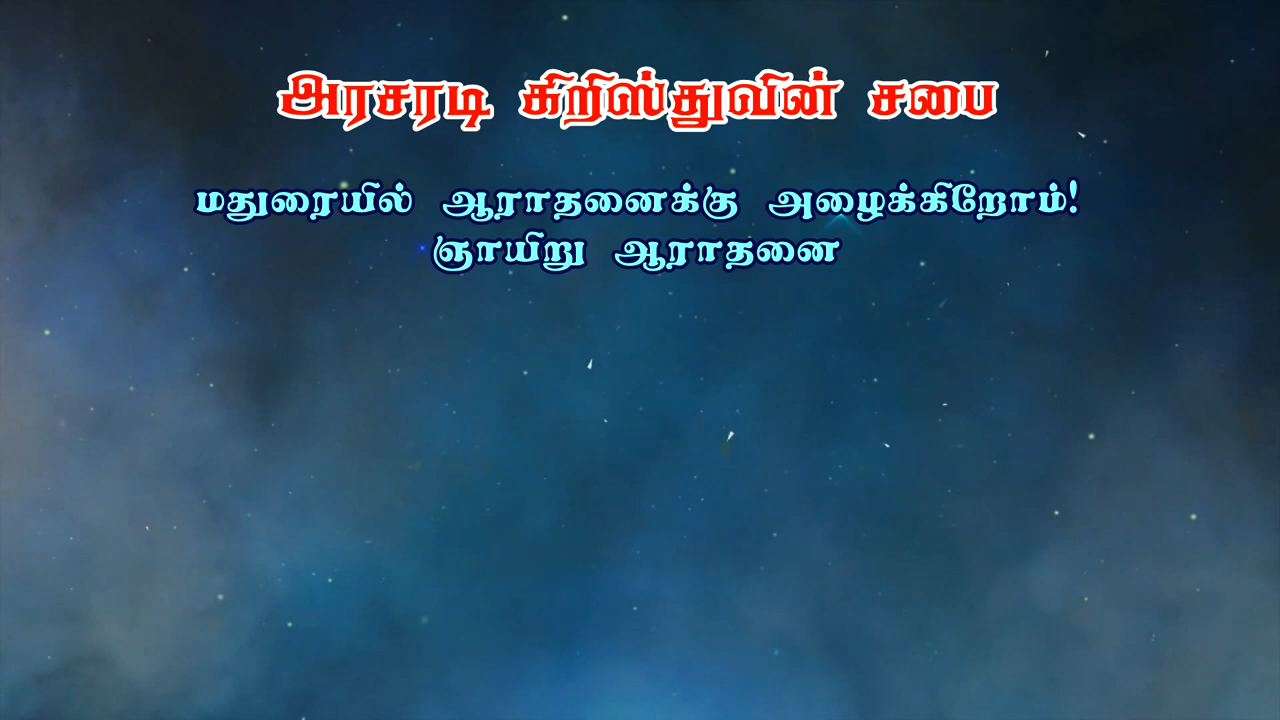 அரசரடி கிறிஸ்துவின் சபை
மதுரையில் ஆராதனைக்கு அழைக்கிறோம்!
ஞாயிறு ஆராதனை